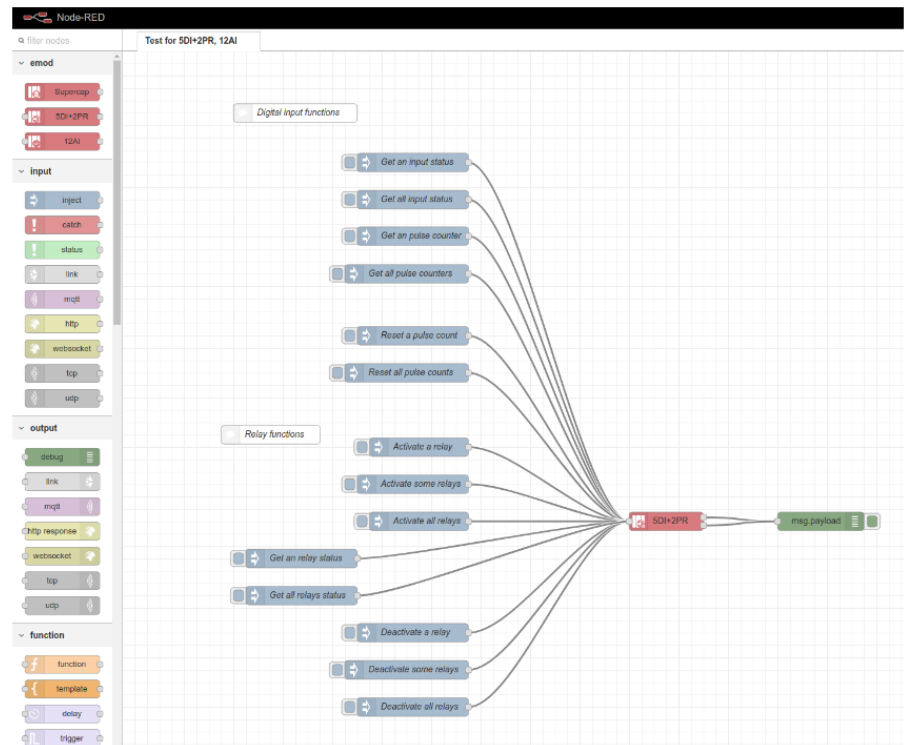 Node-RED
filter nodes
Test for 5DI+2PR, 12AI
emod
Supercap
5DI+2PR
12AI
input
inject
catch
status
link
mqtt
http
websocket
tcp
udp
output
debug
link
mqtt
http response
websocket
tcp
udp
function
function
template
delay
trigger
Digital input functions
Get an input status
Get all input status
Get an pulse counter
Get all pulse counters
Reset a pulse count
Reset all pulse counts
Relay functions
Activate a relay
Activate some relays
Activate all relays
Get an relay status
Get all relays status
Deactivate a relay
Deactivate some relays
Deactivate all relays
5DI+2PR
msg.payload